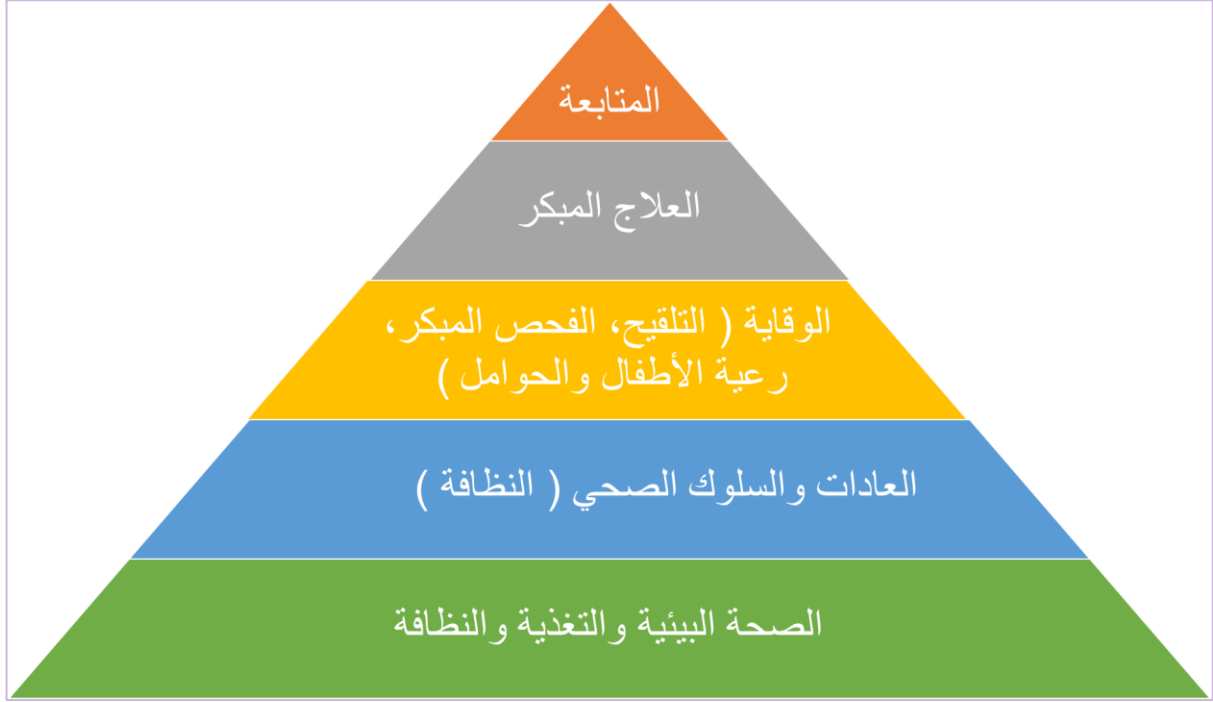 المتابعة
العلاج المبكر
الوقاية ( التلقيح، الفحص المبكر،
رعية الأطفال والحوامل )
العادات والسلوك الصحي ( النظافة )
الصحة البيئية والتغذية والنظافة